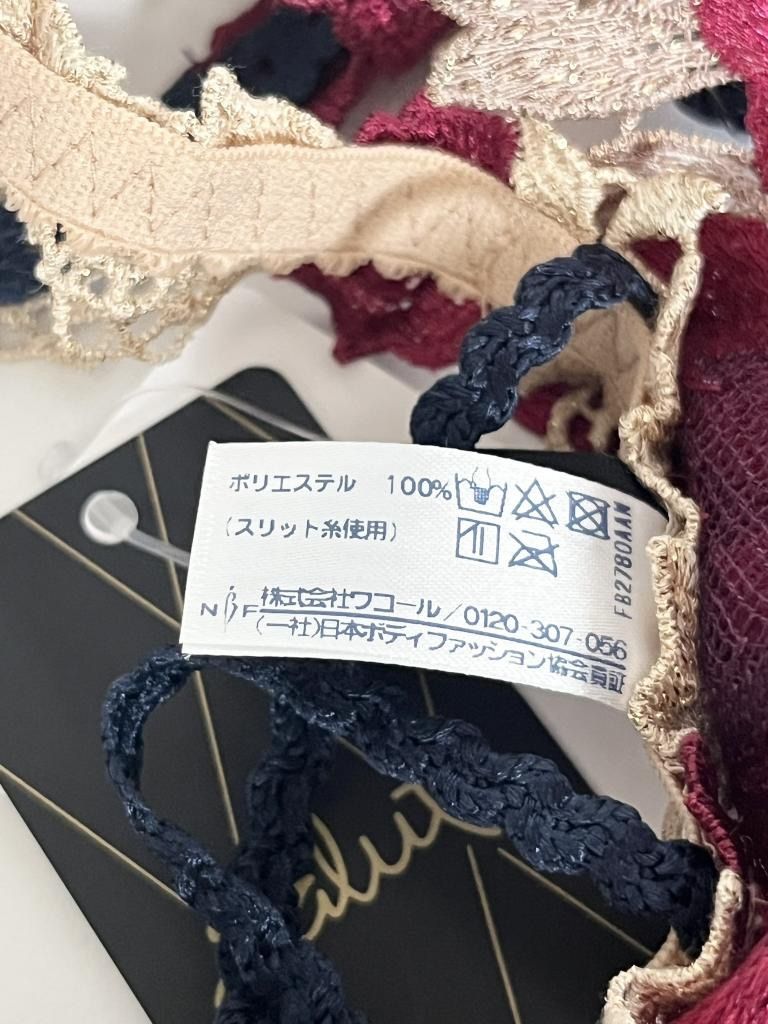 ポリエステル 100%
(スリット糸使用)
FB2780AAW
NBF 株式会社ワコール/0120-307-056
(一社)日本ボディファッション協会員証